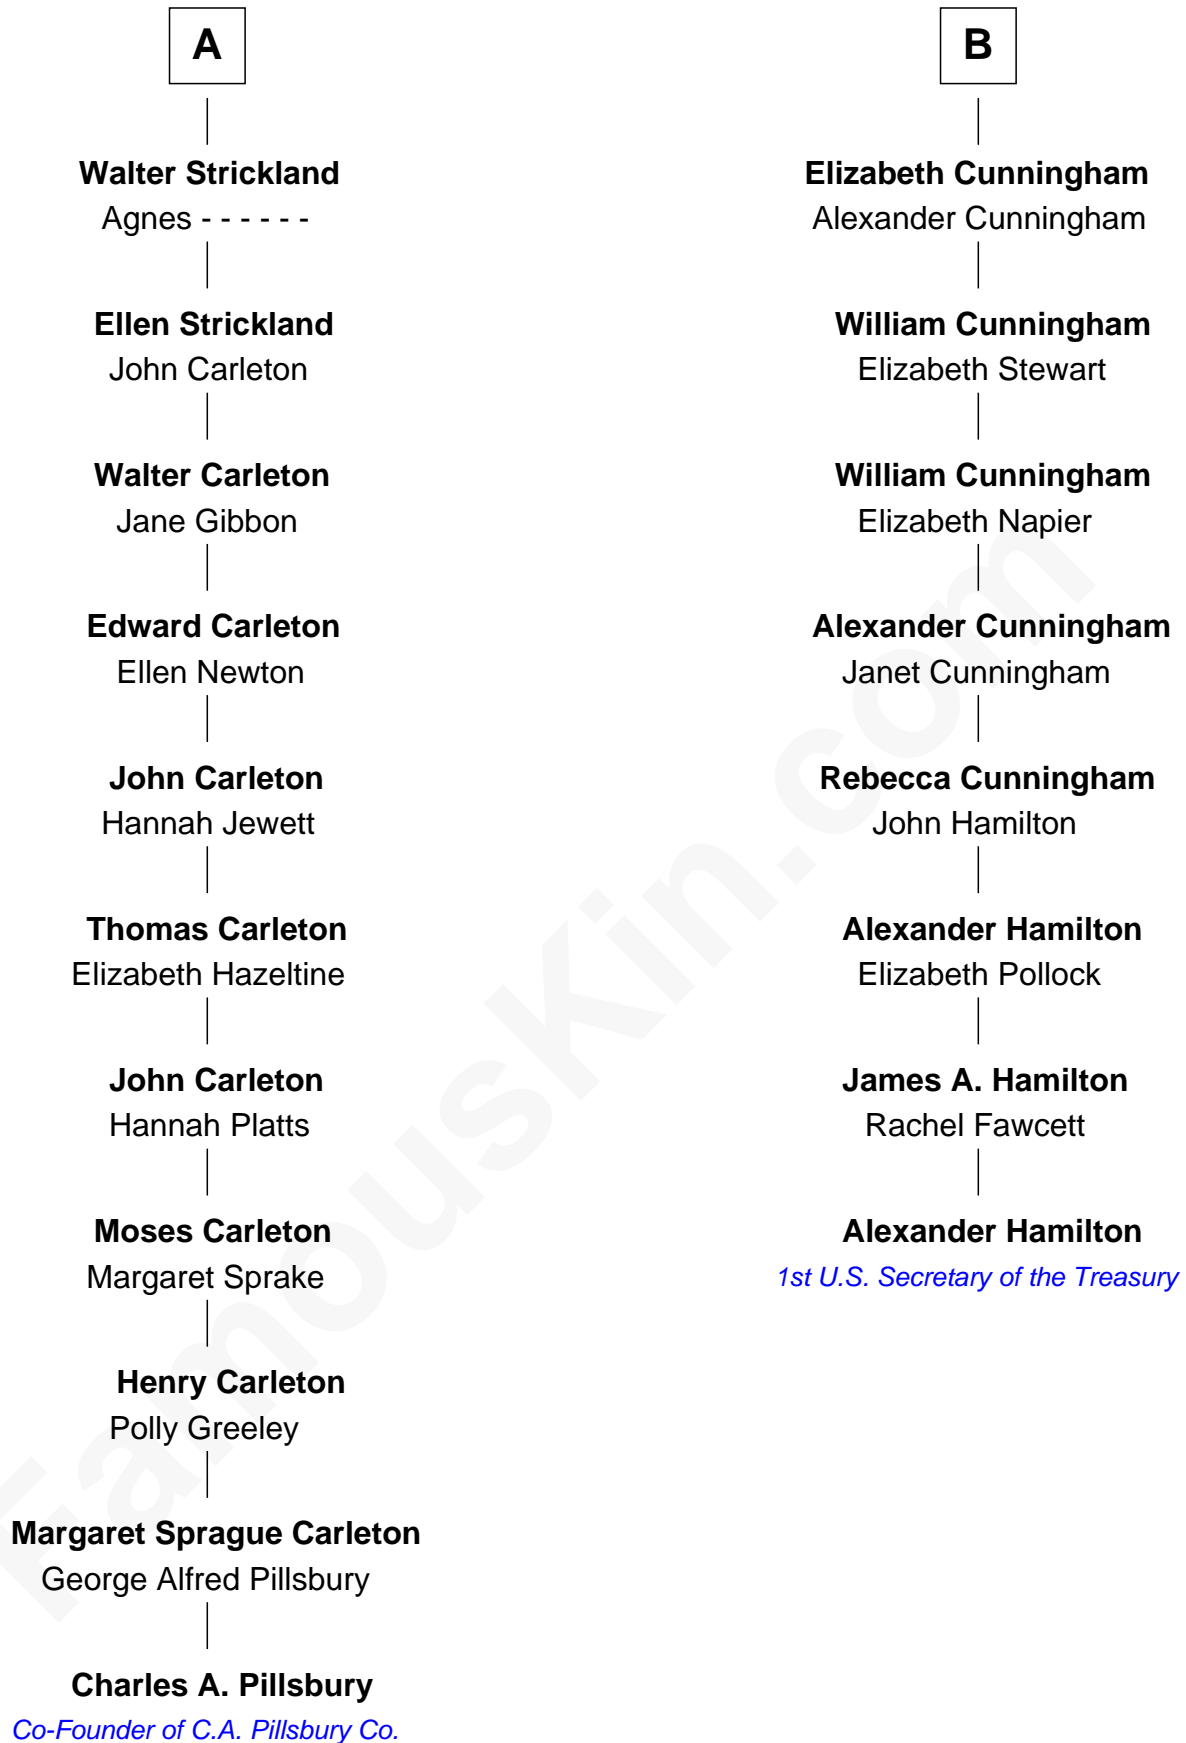 A
Walter Strickland
Agnes - - - - - -
Ellen Strickland
John Carleton
Walter Carleton
Jane Gibbon
Edward Carleton
Ellen Newton
John Carleton
Hannah Jewett
Thomas Carleton
Elizabeth Hazeltine
John Carleton
Hannah Platts
Moses Carleton
Margaret Sprake
Henry Carleton
Polly Greeley
Margaret Sprague Carleton
George Alfred Pillsbury
Charles A. Pillsbury
Co-Founder of C.A. Pillsbury Co.
B
Elizabeth Cunningham
Alexander Cunningham
William Cunningham
Elizabeth Stewart
William Cunningham
Elizabeth Napier
Alexander Cunningham
Janet Cunningham
Rebecca Cunningham
John Hamilton
Alexander Hamilton
Elizabeth Pollock
James A. Hamilton
Rachel Fawcett
Alexander Hamilton
1st U.S. Secretary of the Treasury
FamousKin.com